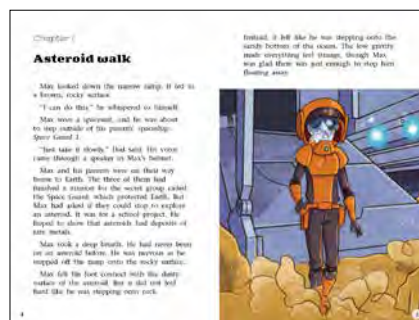 Chapter 1
Asteroid walk
Max looked down the narrow ramp. It led to
a brown, rocky surface.
"I can do this," he whispered to himself.
Max wore a spacesuit, and he was about
to step outside of his parents' spaceship,
Space Guard 1.
"Just take it slowly," Dad said. His voice
came through a speaker in Max's helmet.
Max and his parents were on their way
home to Earth. The three of them had
finished a mission for the secret group called
the Space Guard, which protected Earth. But
Max had asked if they could stop to explore
an asteroid. It was for a school project. He
hoped to show that asteroids had deposits of
rare metals.
Max took a deep breath. He had never been
on an asteroid before. He was nervous as he
stepped off the ramp onto the rocky surface.
Max felt his foot connect with the dusty
surface of the asteroid. But it did not feel
hard like he was stepping onto rock.
4
Instead, it felt like he was stepping onto the
sandy bottom of the ocean. The low gravity
made everything feel strange, though Max
was glad there was just enough to stop him
floating away.